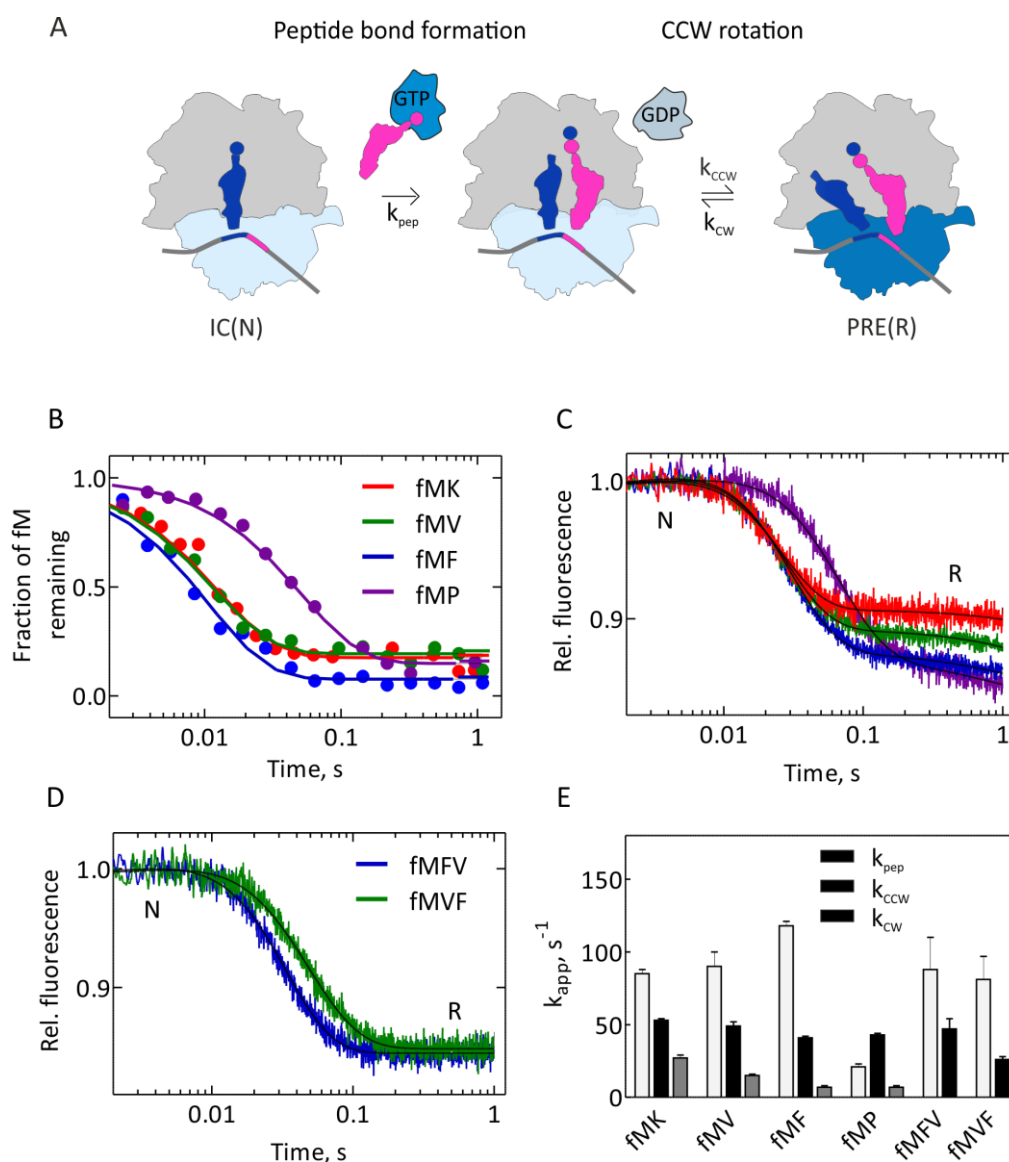 A
Peptide bond formation CCW rotation
GTP
GDP
k_pep
k_CCW
k_CW
IC(N)
PRE(R)
B
1.0
0.5
0.0
0.01 0.1 1
Fraction of fM
remaining
Time, s
fMK
fMV
fMF
fMP
C
1.0
0.9
0.01 0.1 1
Rel. fluorescence
Time, s
N
R
D
1.0
0.9
0.01 0.1 1
Rel. fluorescence
Time, s
N
R
fMFV
fMVF
E
150
100
50
0
k_app, s^-1
k_pep
k_CCW
k_CW
fMK fMV fMF fMP fMFV fMVF